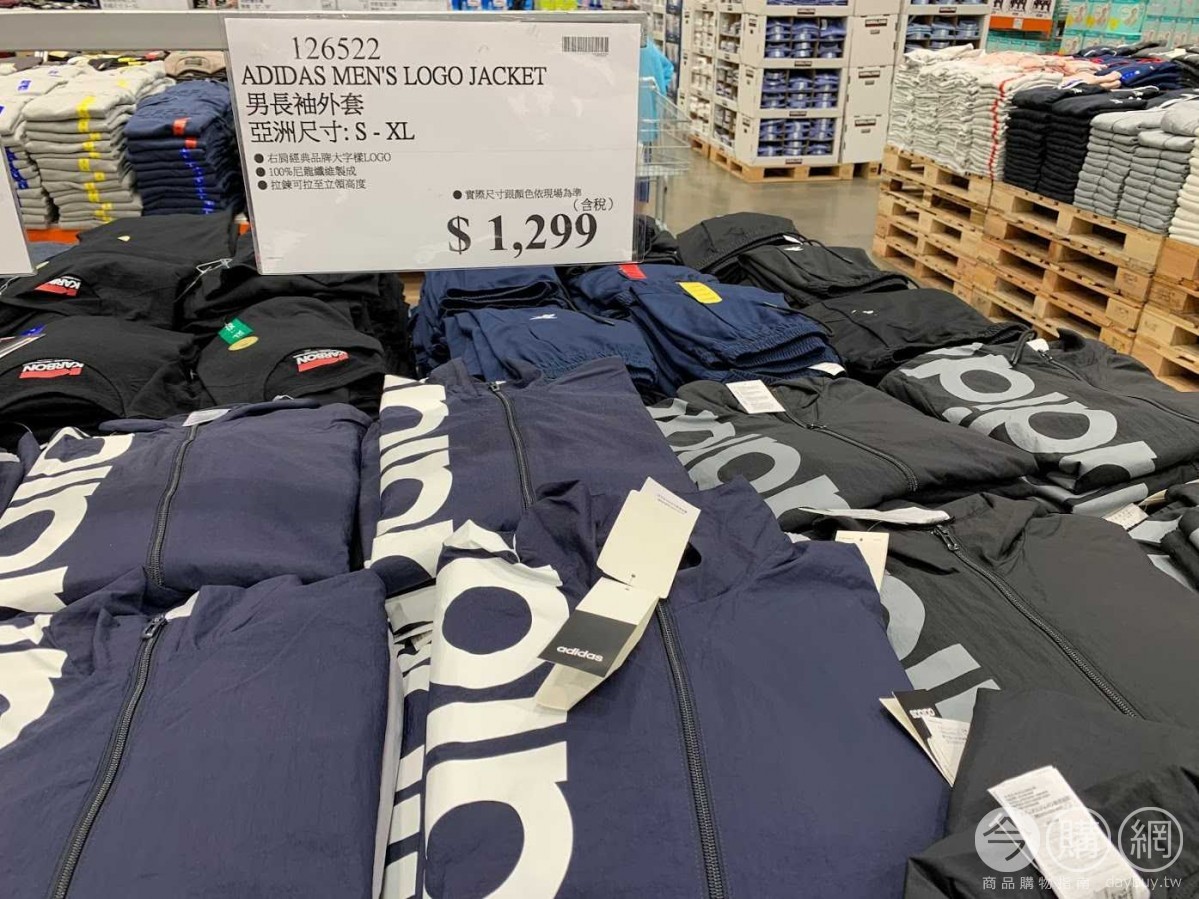 126522
ADIDAS MEN'S LOGO JACKET
男長袖外套
亞洲尺寸: S - XL
● 右肩經典品牌大字樣LOGO
● 100%尼龍纖維製成
● 拉鍊可拉至立領高度
● 實際尺寸跟顏色依現場為準
(含稅)
$ 1,299
KARBON
KARBON
KARBON
adidas
今購網
商品購物指南 daybuy.tw